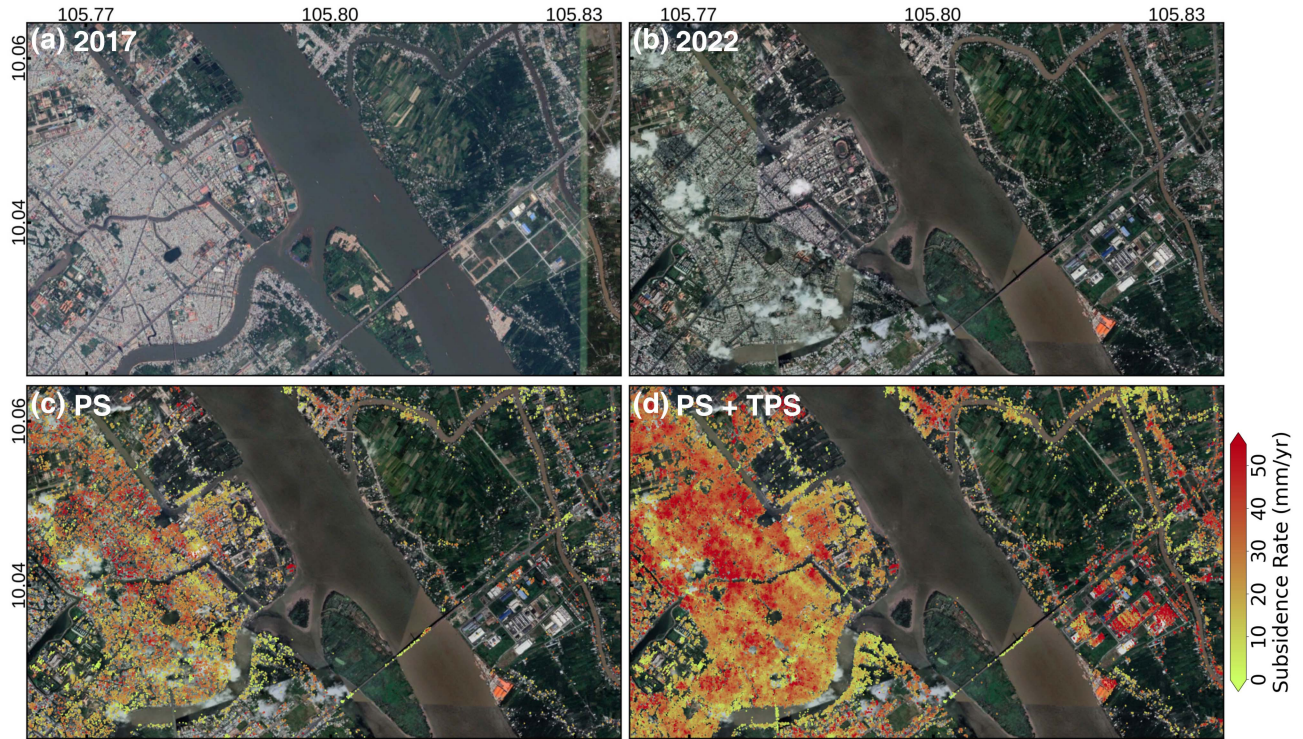 105.77 105.80 105.83 105.77 105.80 105.83
(a) 2017
(b) 2022
10.06
10.04
(c) PS
(d) PS + TPS
10.06
10.04
0 10 20 30 40 50
Subsidence Rate (mm/yr)